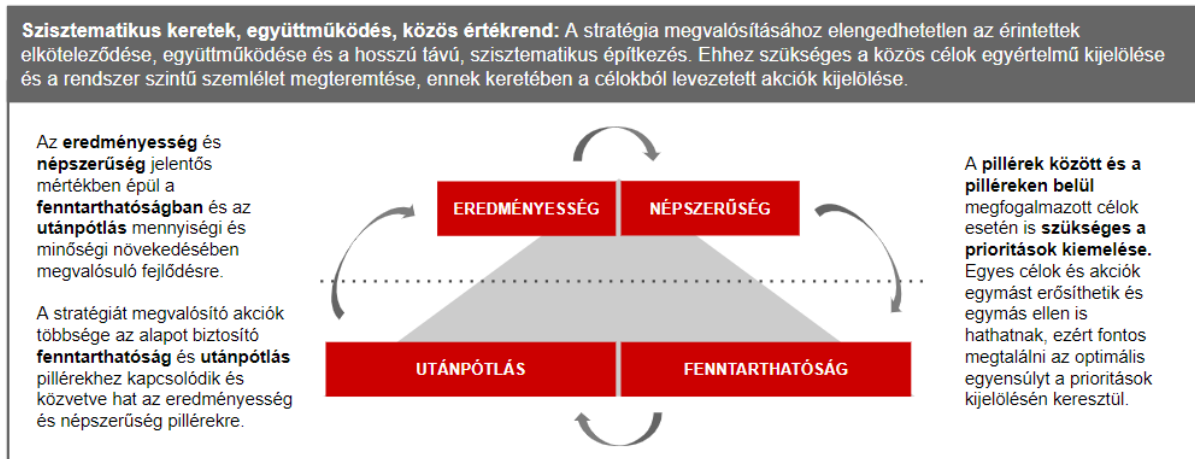 Szisztematikus keretek, együttműködés, közös értékrend: A stratégia megvalósításához elengedhetetlen az érintettek
elköteleződése, együttműködése és a hosszú távú, szisztematikus építkezés. Ehhez szükséges a közös célok egyértelmű kijelölése
és a rendszer szintű szemlélet megteremtése, ennek keretében a célokból levezetett akciók kijelölése.
Az eredményesség és
népszerűség jelentős
mértékben épül a
fenntarthatóságban és az
utánpótlás mennyiségi és
minőségi növekedésében
megvalósuló fejlődésre.
A stratégiát megvalósító akciók
többsége az alapot biztosító
fenntarthatóság és utánpótlás
pillérekhez kapcsolódik és
közvetve hat az eredményesség
és népszerűség pillérekre.
EREDMÉNYESSÉG
NÉPSZERŰSÉG
UTÁNPÓTLÁS
FENNTARTHATÓSÁG
A pillérek között és a
pilléreken belül
megfogalmazott célok
esetén is szükséges a
prioritások kiemelése.
Egyes célok és akciók
egymást erősíthetik és
egymás ellen is
hathatnak, ezért fontos
megtalálni az optimális
egyensúlyt a prioritások
kijelölésén keresztül.